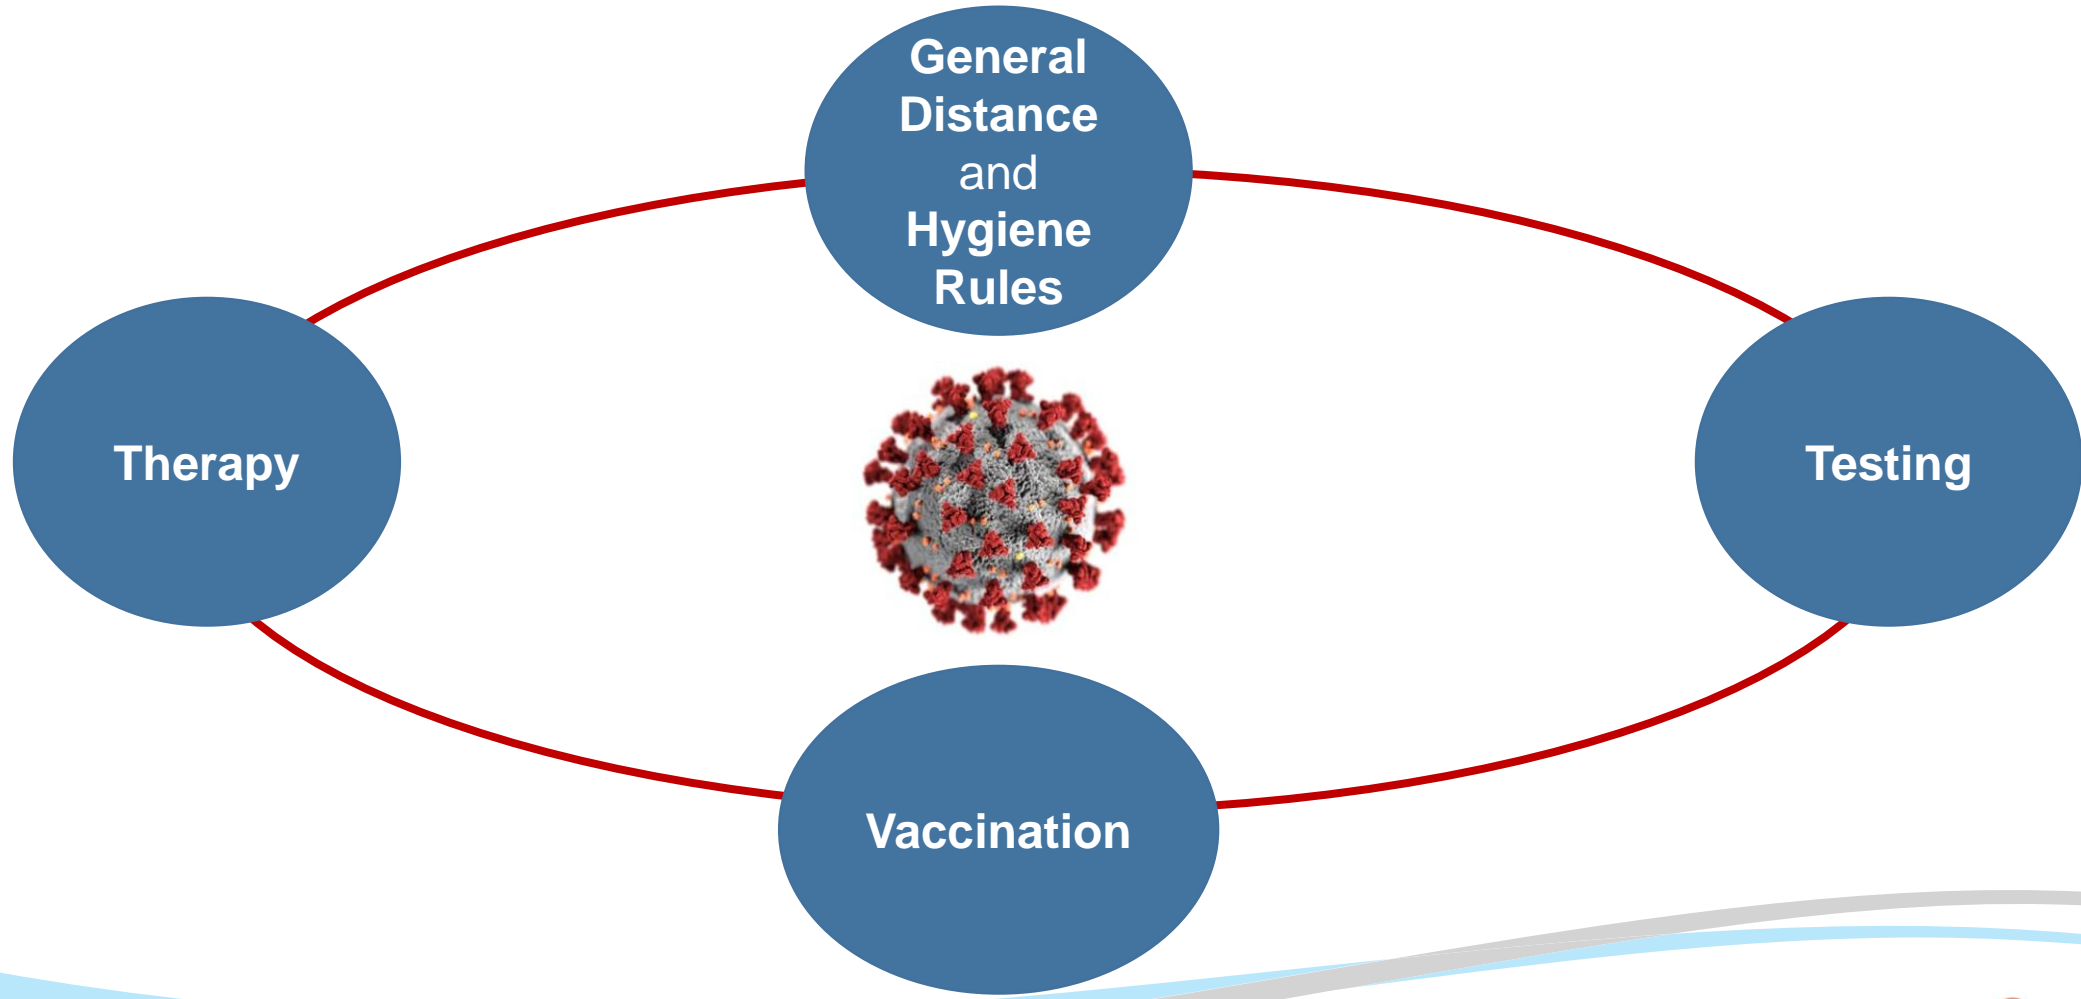 General
Distance
and
Hygiene
Rules
Therapy
Testing
Vaccination